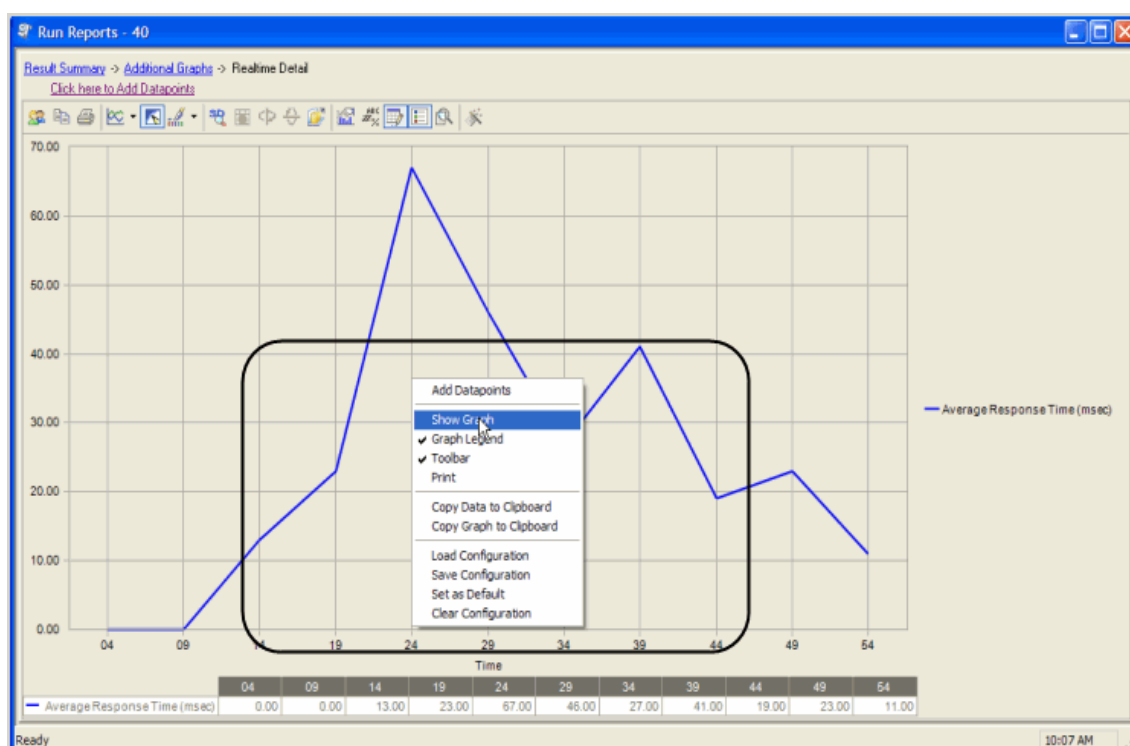 Run Reports - 40
Result Summary -> Additional Graphs -> Realtime Detail
Click here to Add Datapoints
70.00
60.00
50.00
40.00
30.00
20.00
10.00
0.00
Add Datapoints
Show Graph
Graph Legend
Toolbar
Print
Copy Data to Clipboard
Copy Graph to Clipboard
Load Configuration
Save Configuration
Set as Default
Clear Configuration
Average Response Time (msec)
04 09 14 19 24 29 34 39 44 49 54
Time
04 09 14 19 24 29 34 39 44 49 54
Average Response Time (msec) 0.00 0.00 13.00 23.00 67.00 46.00 27.00 41.00 19.00 23.00 11.00
Ready 10:07 AM